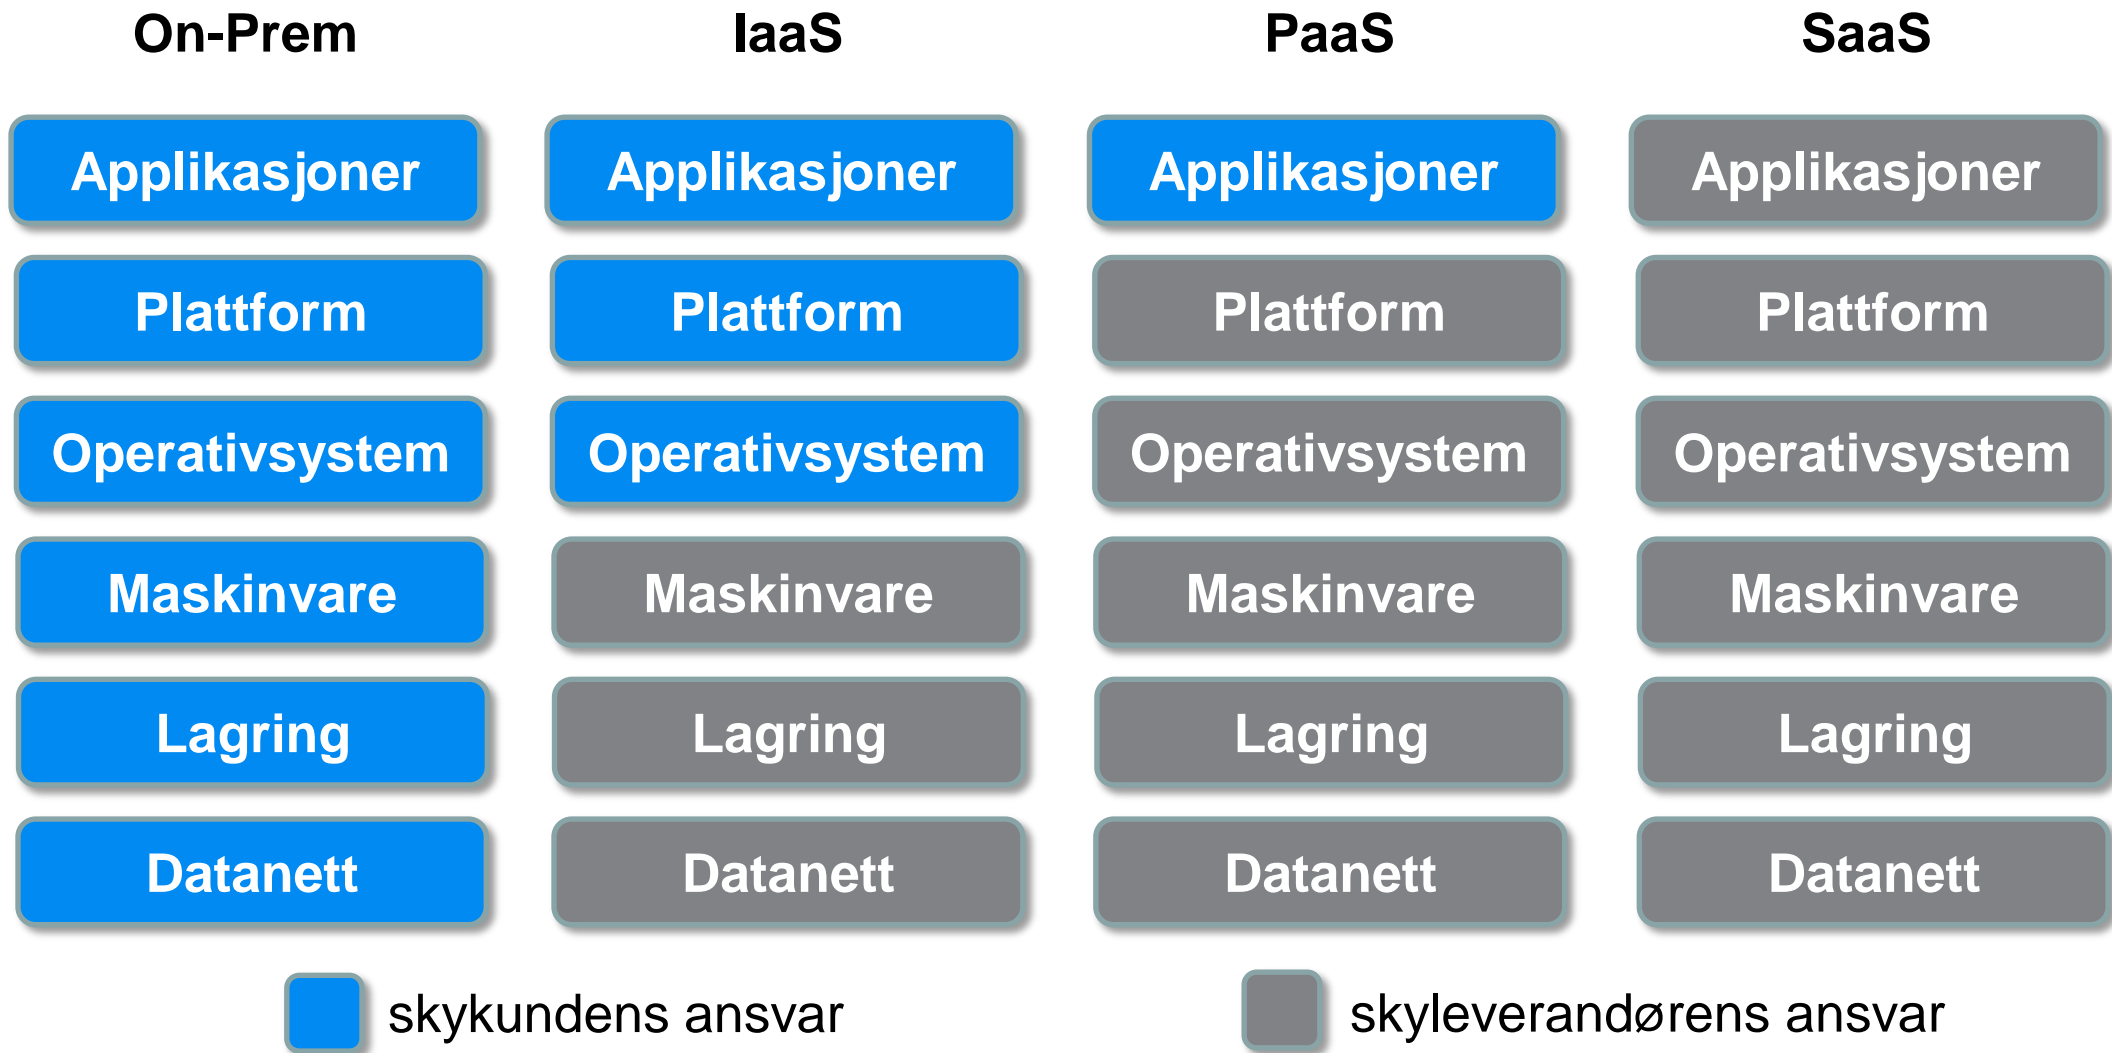 On-Prem IaaS PaaS SaaS
Applikasjoner Applikasjoner Applikasjoner Applikasjoner
Plattform Plattform Plattform Plattform
Operativsystem Operativsystem Operativsystem Operativsystem
Maskinvare Maskinvare Maskinvare Maskinvare
Lagring Lagring Lagring Lagring
Datanett Datanett Datanett Datanett
skykundens ansvar skyleverandørens ansvar